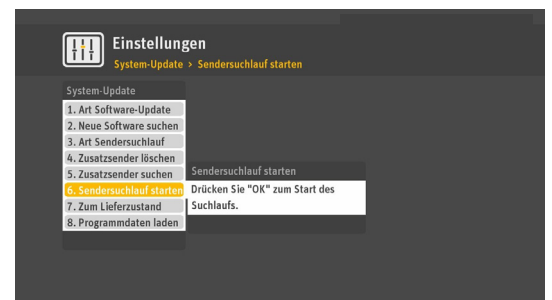 Einstellungen
System-Update > Sendersuchlauf starten
System-Update
1. Art Software-Update
2. Neue Software suchen
3. Art Sendersuchlauf
4. Zusatzsender löschen
5. Zusatzsender suchen
6. Sendersuchlauf starten
7. Zum Lieferzustand
8. Programmdaten laden
Sendersuchlauf starten
Drücken Sie "OK" zum Start des
Suchlaufs.